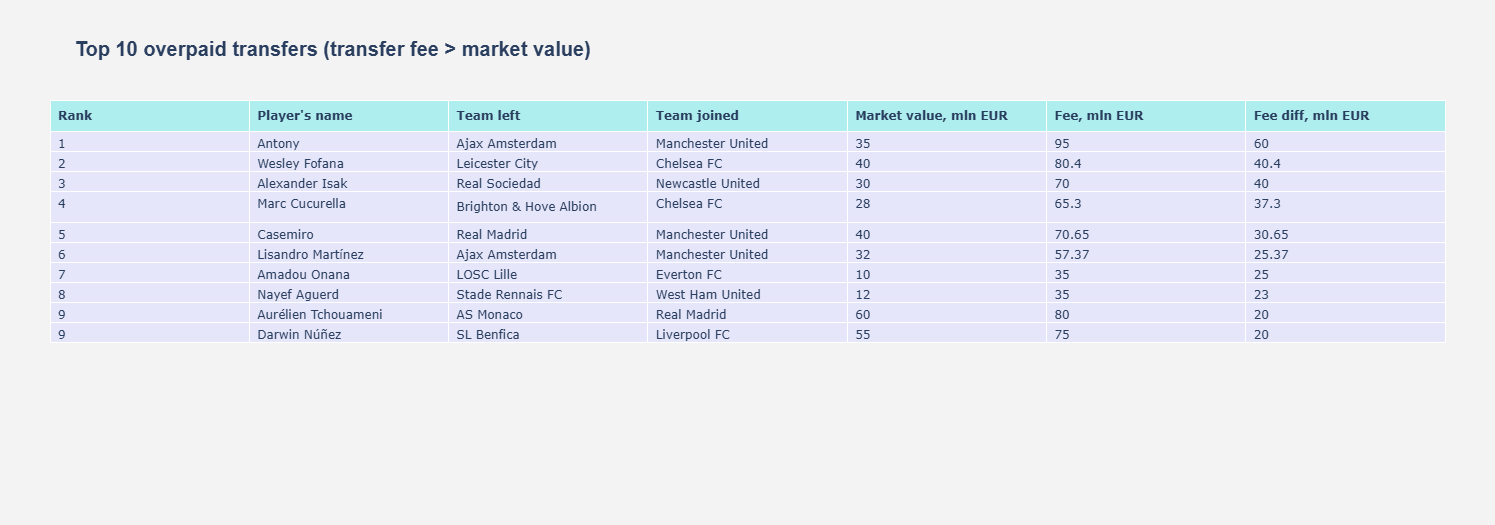 Top 10 overpaid transfers (transfer fee > market value)
Rank Player's name Team left Team joined Market value, mln EUR Fee, mln EUR Fee diff, mln EUR
1 Antony Ajax Amsterdam Manchester United 35 95 60
2 Wesley Fofana Leicester City Chelsea FC 40 80.4 40.4
3 Alexander Isak Real Sociedad Newcastle United 30 70 40
4 Marc Cucurella Brighton & Hove Albion Chelsea FC 28 65.3 37.3
5 Casemiro Real Madrid Manchester United 40 70.65 30.65
6 Lisandro Martínez Ajax Amsterdam Manchester United 32 57.37 25.37
7 Amadou Onana LOSC Lille Everton FC 10 35 25
8 Nayef Aguerd Stade Rennais FC West Ham United 12 35 23
9 Aurélien Tchouameni AS Monaco Real Madrid 60 80 20
9 Darwin Núñez SL Benfica Liverpool FC 55 75 20